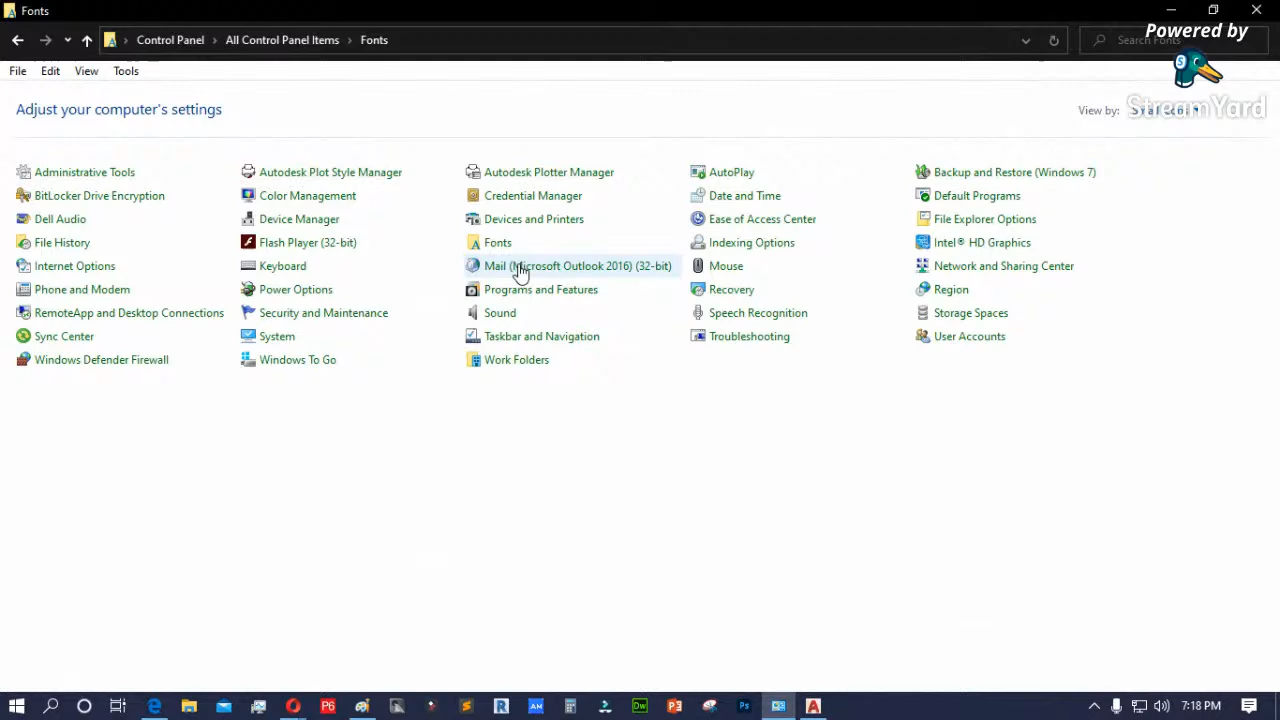 Fonts
Control Panel > All Control Panel Items > Fonts
Search Fonts
Powered by
StreamYard
File Edit View Tools
Adjust your computer's settings
View by:
Administrative Tools
Autodesk Plot Style Manager
Autodesk Plotter Manager
AutoPlay
Backup and Restore (Windows 7)
BitLocker Drive Encryption
Color Management
Credential Manager
Date and Time
Default Programs
Dell Audio
Device Manager
Devices and Printers
Ease of Access Center
File Explorer Options
File History
Flash Player (32-bit)
Fonts
Indexing Options
Intel® HD Graphics
Internet Options
Keyboard
Mail (Microsoft Outlook 2016) (32-bit)
Mouse
Network and Sharing Center
Phone and Modem
Power Options
Programs and Features
Recovery
Region
RemoteApp and Desktop Connections
Security and Maintenance
Sound
Speech Recognition
Storage Spaces
Sync Center
System
Taskbar and Navigation
Troubleshooting
User Accounts
Windows Defender Firewall
Windows To Go
Work Folders
7:18 PM